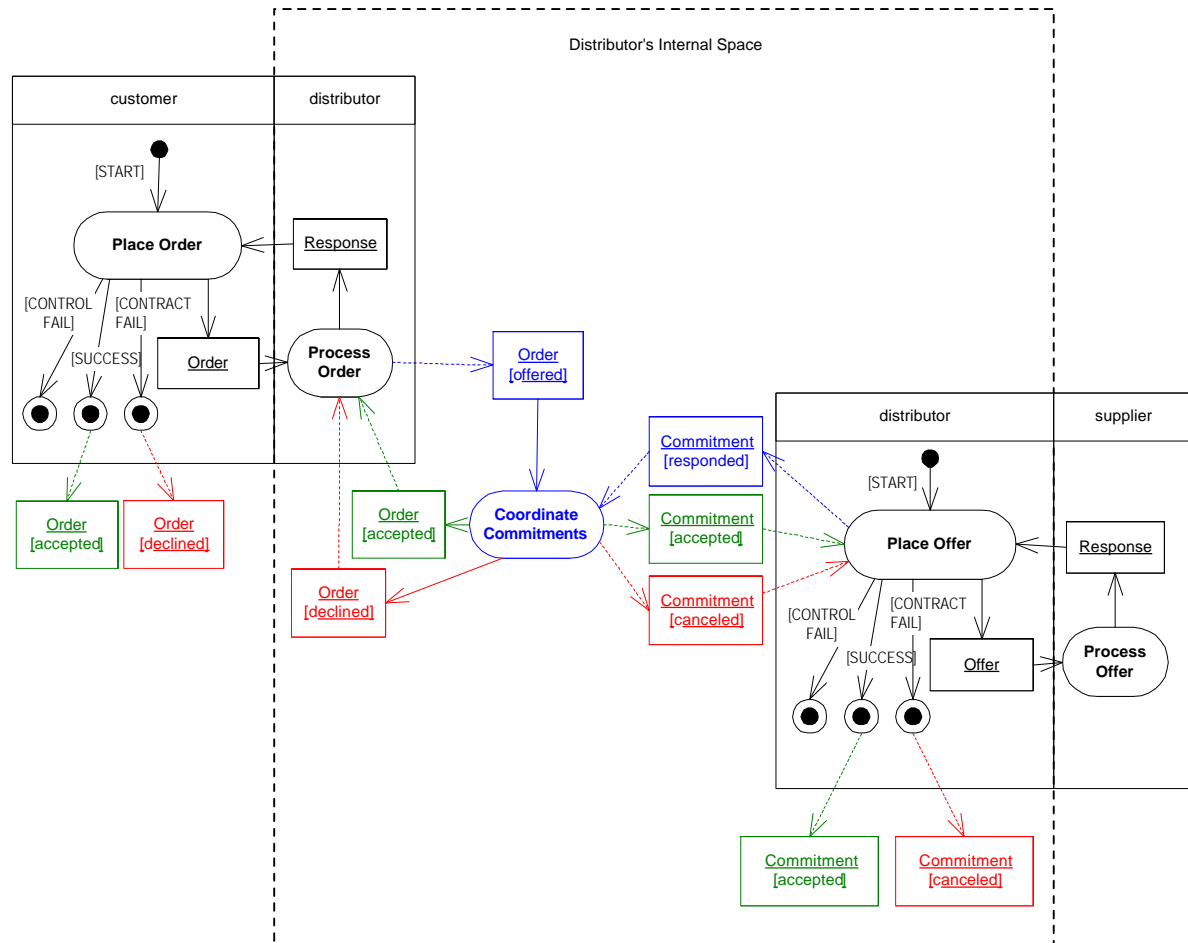 Distributor's Internal Space
customer
distributor
[START]
Place Order
Response
[CONTROL
FAIL]
[CONTRACT
FAIL]
[SUCCESS]
Order
Process
Order
Order
[offered]
Order
[accepted]
Order
[declined]
Order
[accepted]
Order
[declined]
Coordinate
Commitments
Commitment
[responded]
Commitment
[accepted]
Commitment
[canceled]
distributor
supplier
[START]
Place Offer
Response
[CONTROL
FAIL]
[CONTRACT
FAIL]
[SUCCESS]
Offer
Process
Offer
Commitment
[accepted]
Commitment
[canceled]